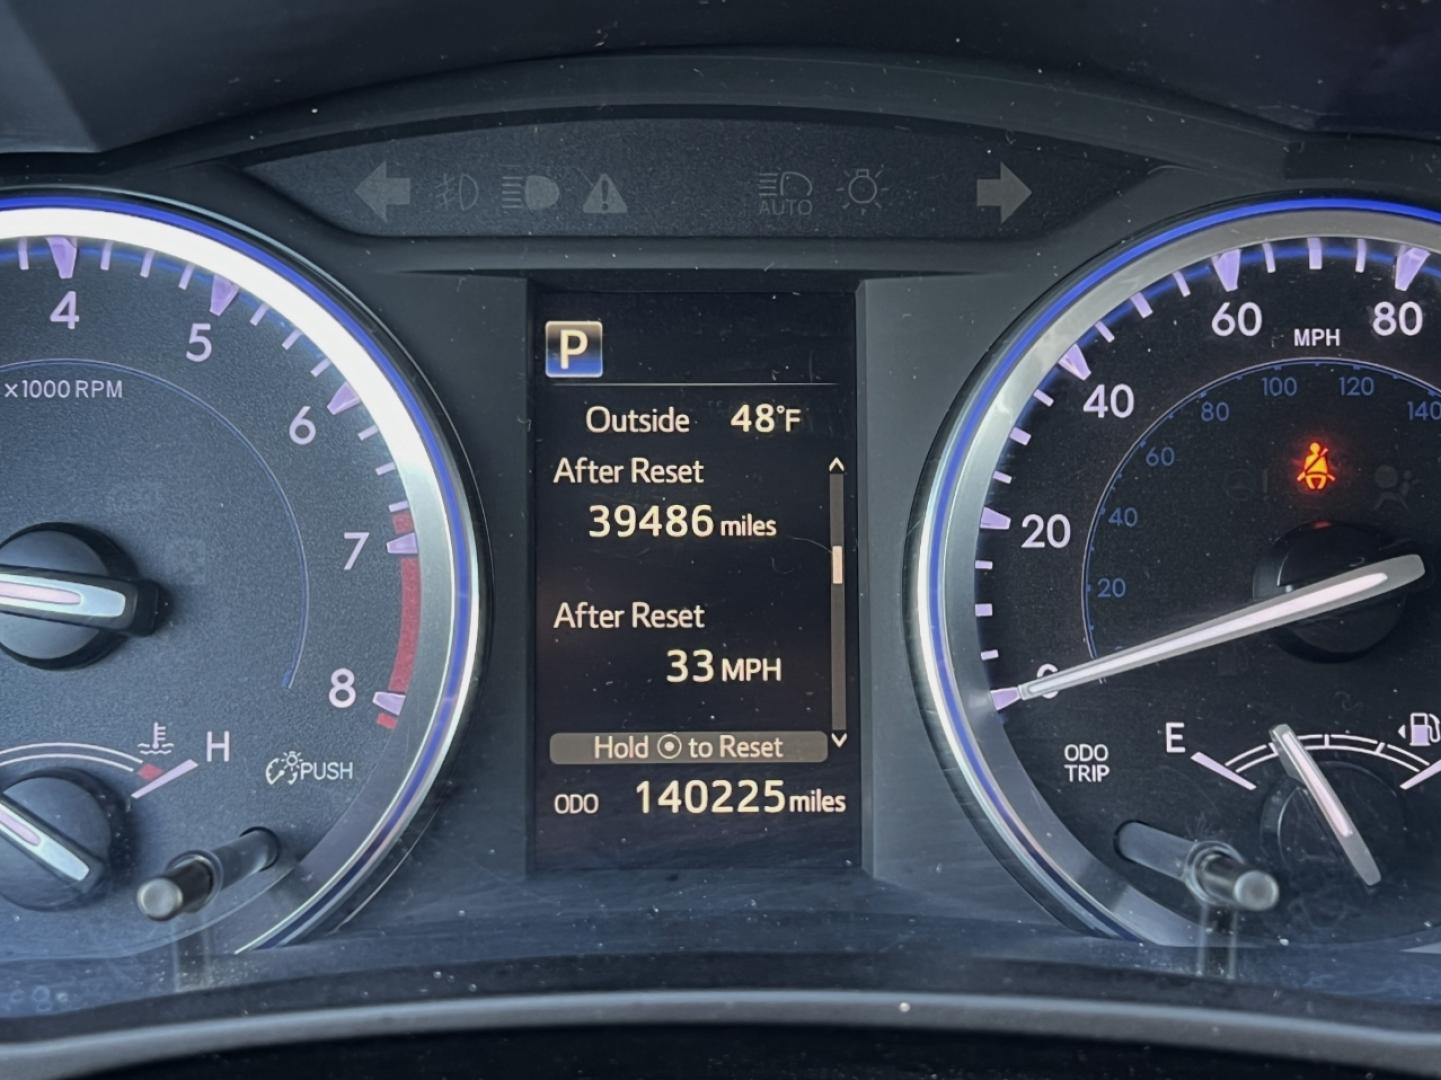 AUTO
4
5
6
7
8
x1000 RPM
H
PUSH
P
Outside 48°F
After Reset
39486 miles
After Reset
33 MPH
Hold to Reset
ODO 140225 miles
0
20
40
60
80
MPH
20
40
60
80
100
120
140
ODO
TRIP
E